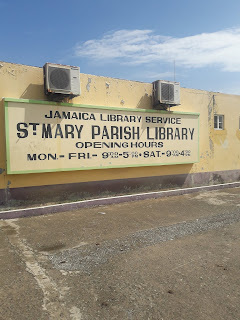 JAMAICA LIBRARY SERVICE
ST MARY PARISH LIBRARY
OPENING HOURS
MON.-FRI- 9:00-5:00 • SAT.-9:00-4:00